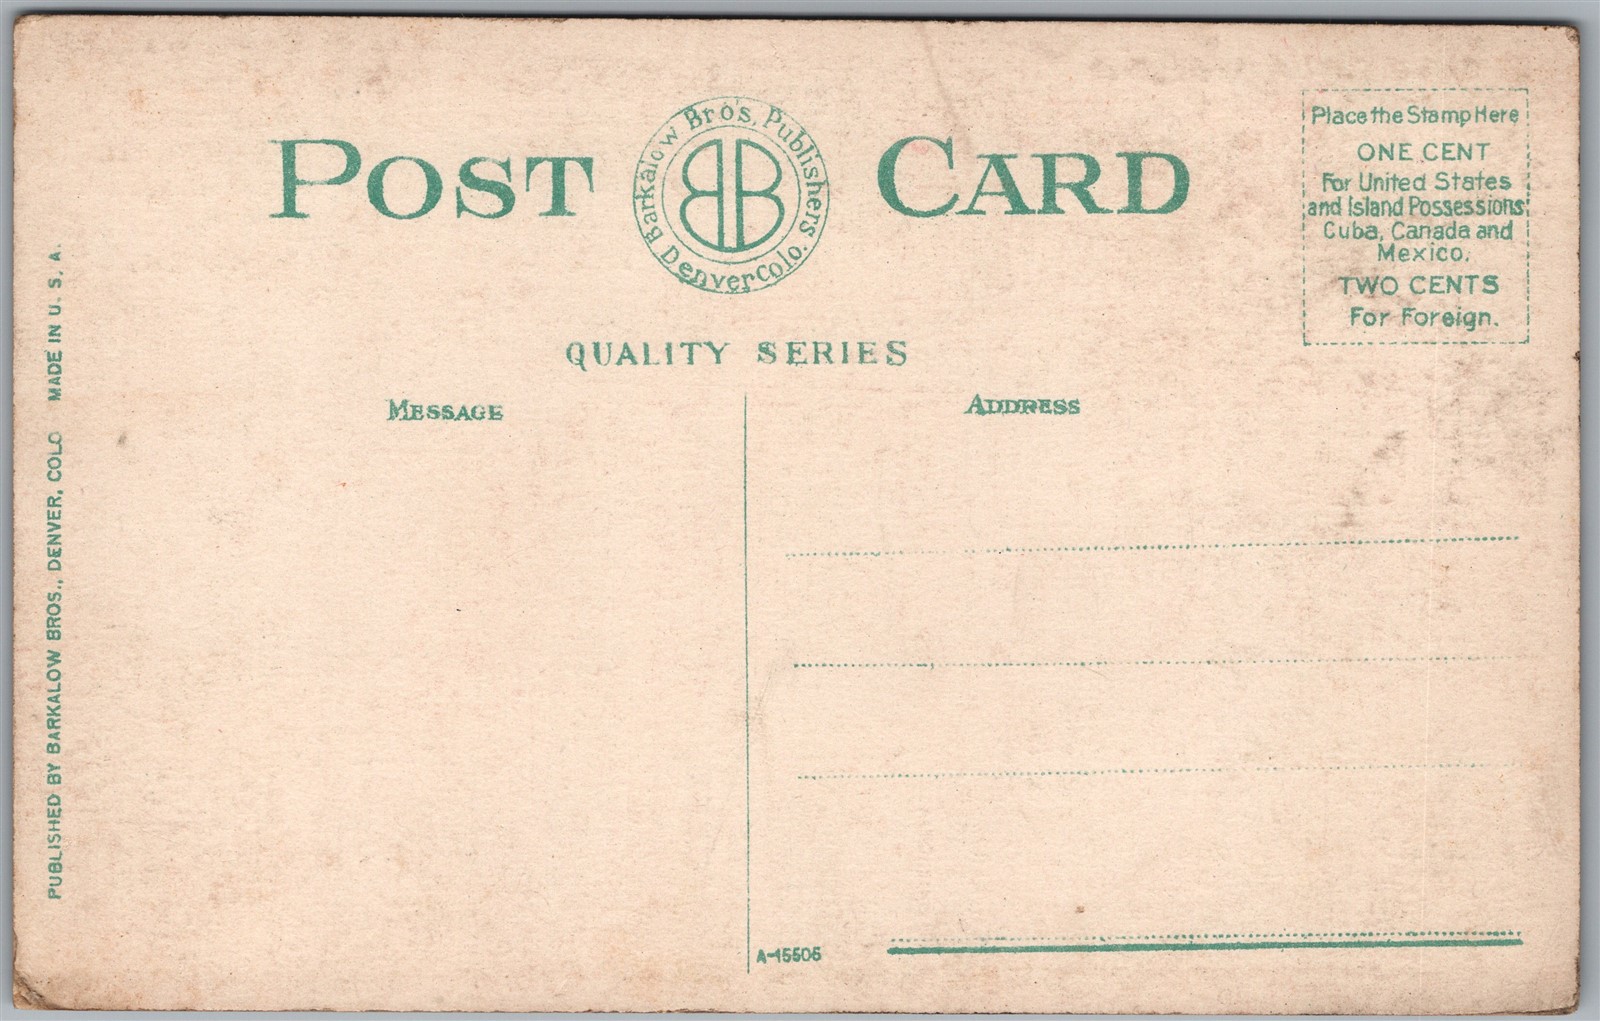 POST CARD
Barkalow Bro's, Publishers.
Denver Colo.
BB
Place the Stamp Here
ONE CENT
For United States
and Island Possessions
Cuba, Canada and
Mexico.
TWO CENTS
For Foreign.
QUALITY SERIES
MESSAGE
ADDRESS
PUBLISHED BY BARKALOW BROS., DENVER, COLO MADE IN U. S. A.
A-15505